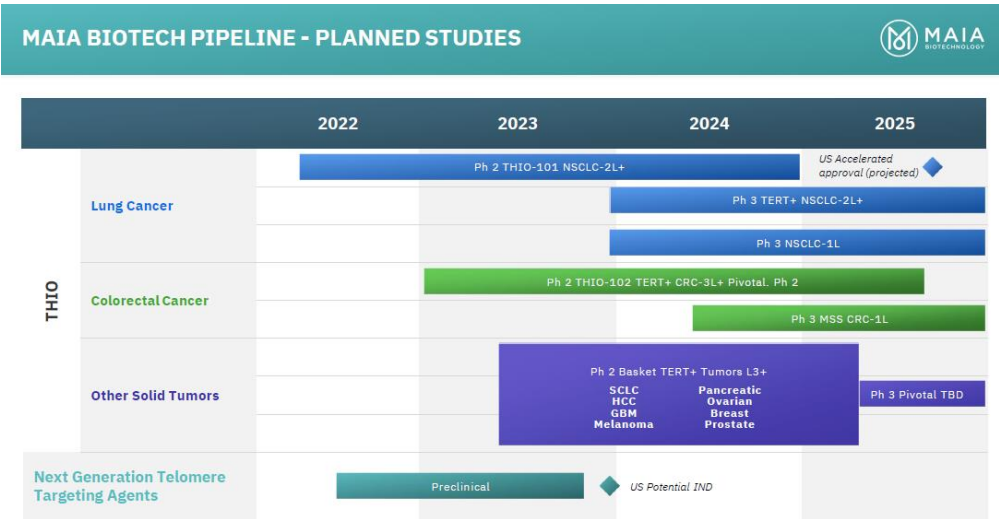 MAIA BIOTECH PIPELINE - PLANNED STUDIES
MAIA
BIOTECHNOLOGY
2022 2023 2024 2025
THIO
Lung Cancer
Ph 2 THIO-101 NSCLC-2L+
US Accelerated
approval (projected)
Ph 3 TERT+ NSCLC-2L+
Ph 3 NSCLC-1L
Colorectal Cancer
Ph 2 THIO-102 TERT+ CRC-3L+ Pivotal. Ph 2
Ph 3 MSS CRC-1L
Other Solid Tumors
Ph 2 Basket TERT+ Tumors L3+
SCLC Pancreatic
HCC Ovarian
GBM Breast
Melanoma Prostate
Ph 3 Pivotal TBD
Next Generation Telomere
Targeting Agents
Preclinical
US Potential IND